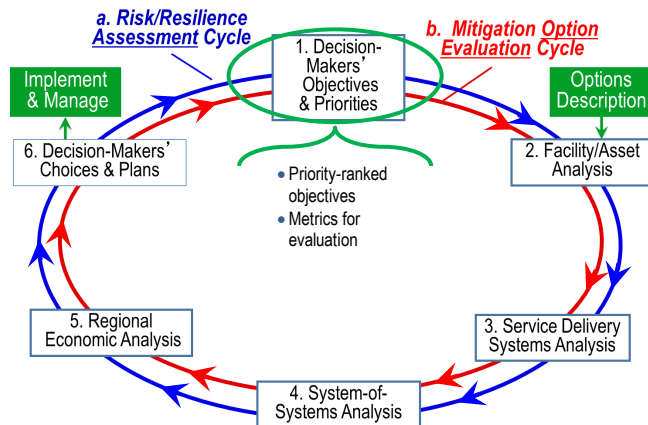 a. Risk/Resilience
Assessment Cycle
1. Decision-
Makers’
Objectives
& Priorities
b. Mitigation Option
Evaluation Cycle
Implement
& Manage
Options
Description
6. Decision-Makers’
Choices & Plans
2. Facility/Asset
Analysis
• Priority-ranked
objectives
• Metrics for
evaluation
5. Regional
Economic Analysis
3. Service Delivery
Systems Analysis
4. System-of-
Systems Analysis